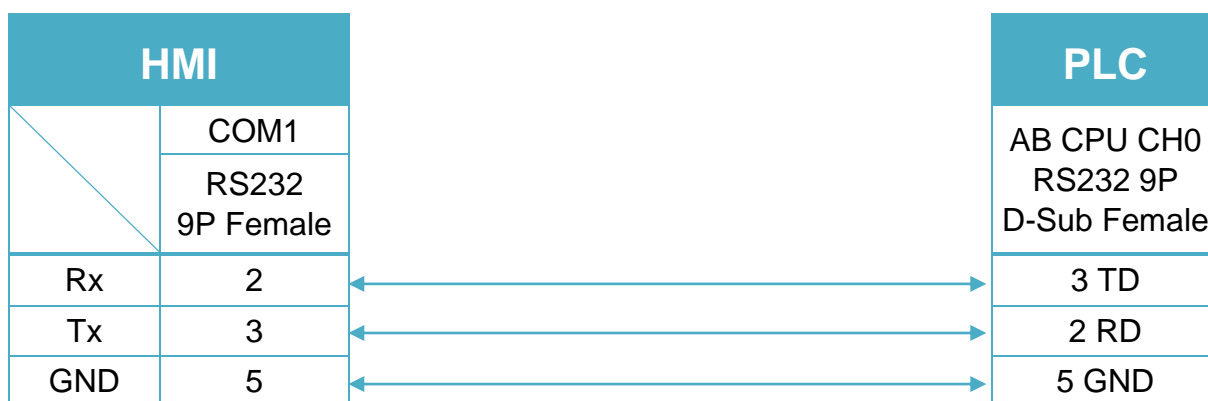 HMI
PLC
COM1
RS232
9P Female
AB CPU CH0
RS232 9P
D-Sub Female
Rx 2 3 TD
Tx 3 2 RD
GND 5 5 GND